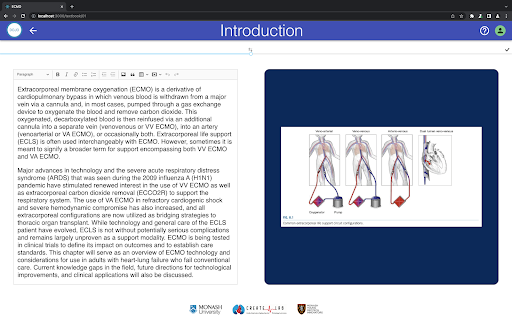 ECMO
localhost:3000/textbook/81
Introduction
Paragraph
Extracorporeal membrane oxygenation (ECMO) is a derivative of
cardiopulmonary bypass in which venous blood is withdrawn from a major
vein via a cannula and, in most cases, pumped through a gas exchange
device to oxygenate the blood and remove carbon dioxide. This
oxygenated, decarboxylated blood is then reinfused via an additional
cannula into a separate vein (venovenous or VV ECMO), into an artery
(venoarterial or VA ECMO), or occasionally both. Extracorporeal life support
(ECLS) is often used interchangeably with ECMO. However, sometimes it is
meant to signify a broader term for support encompassing both VV ECMO
and VA ECMO.
Major advances in technology and the severe acute respiratory distress
syndrome (ARDS) that was seen during the 2009 influenza A (H1N1)
pandemic have stimulated renewed interest in the use of VV ECMO as well
as extracorporeal carbon dioxide removal (ECCO2R) to support the
respiratory system. The use of VA ECMO in refractory cardiogenic shock
and severe hemodynamic compromise has also increased, and all
extracorporeal configurations are now utilized as bridging strategies to
thoracic organ transplant. While technology and general care of the ECLS
patient have evolved, ECLS is not without potentially serious complications
and remains largely unproven as a support modality. ECMO is being tested
in clinical trials to define its impact on outcomes and to establish care
standards. This chapter will serve as an overview of ECMO technology and
considerations for use in adults with heart-lung failure who fail conventional
care. Current knowledge gaps in the field, future directions for technological
improvements, and clinical applications will also be discussed.
Oxygenator
Pump
MONASH
University
CREATE LAB